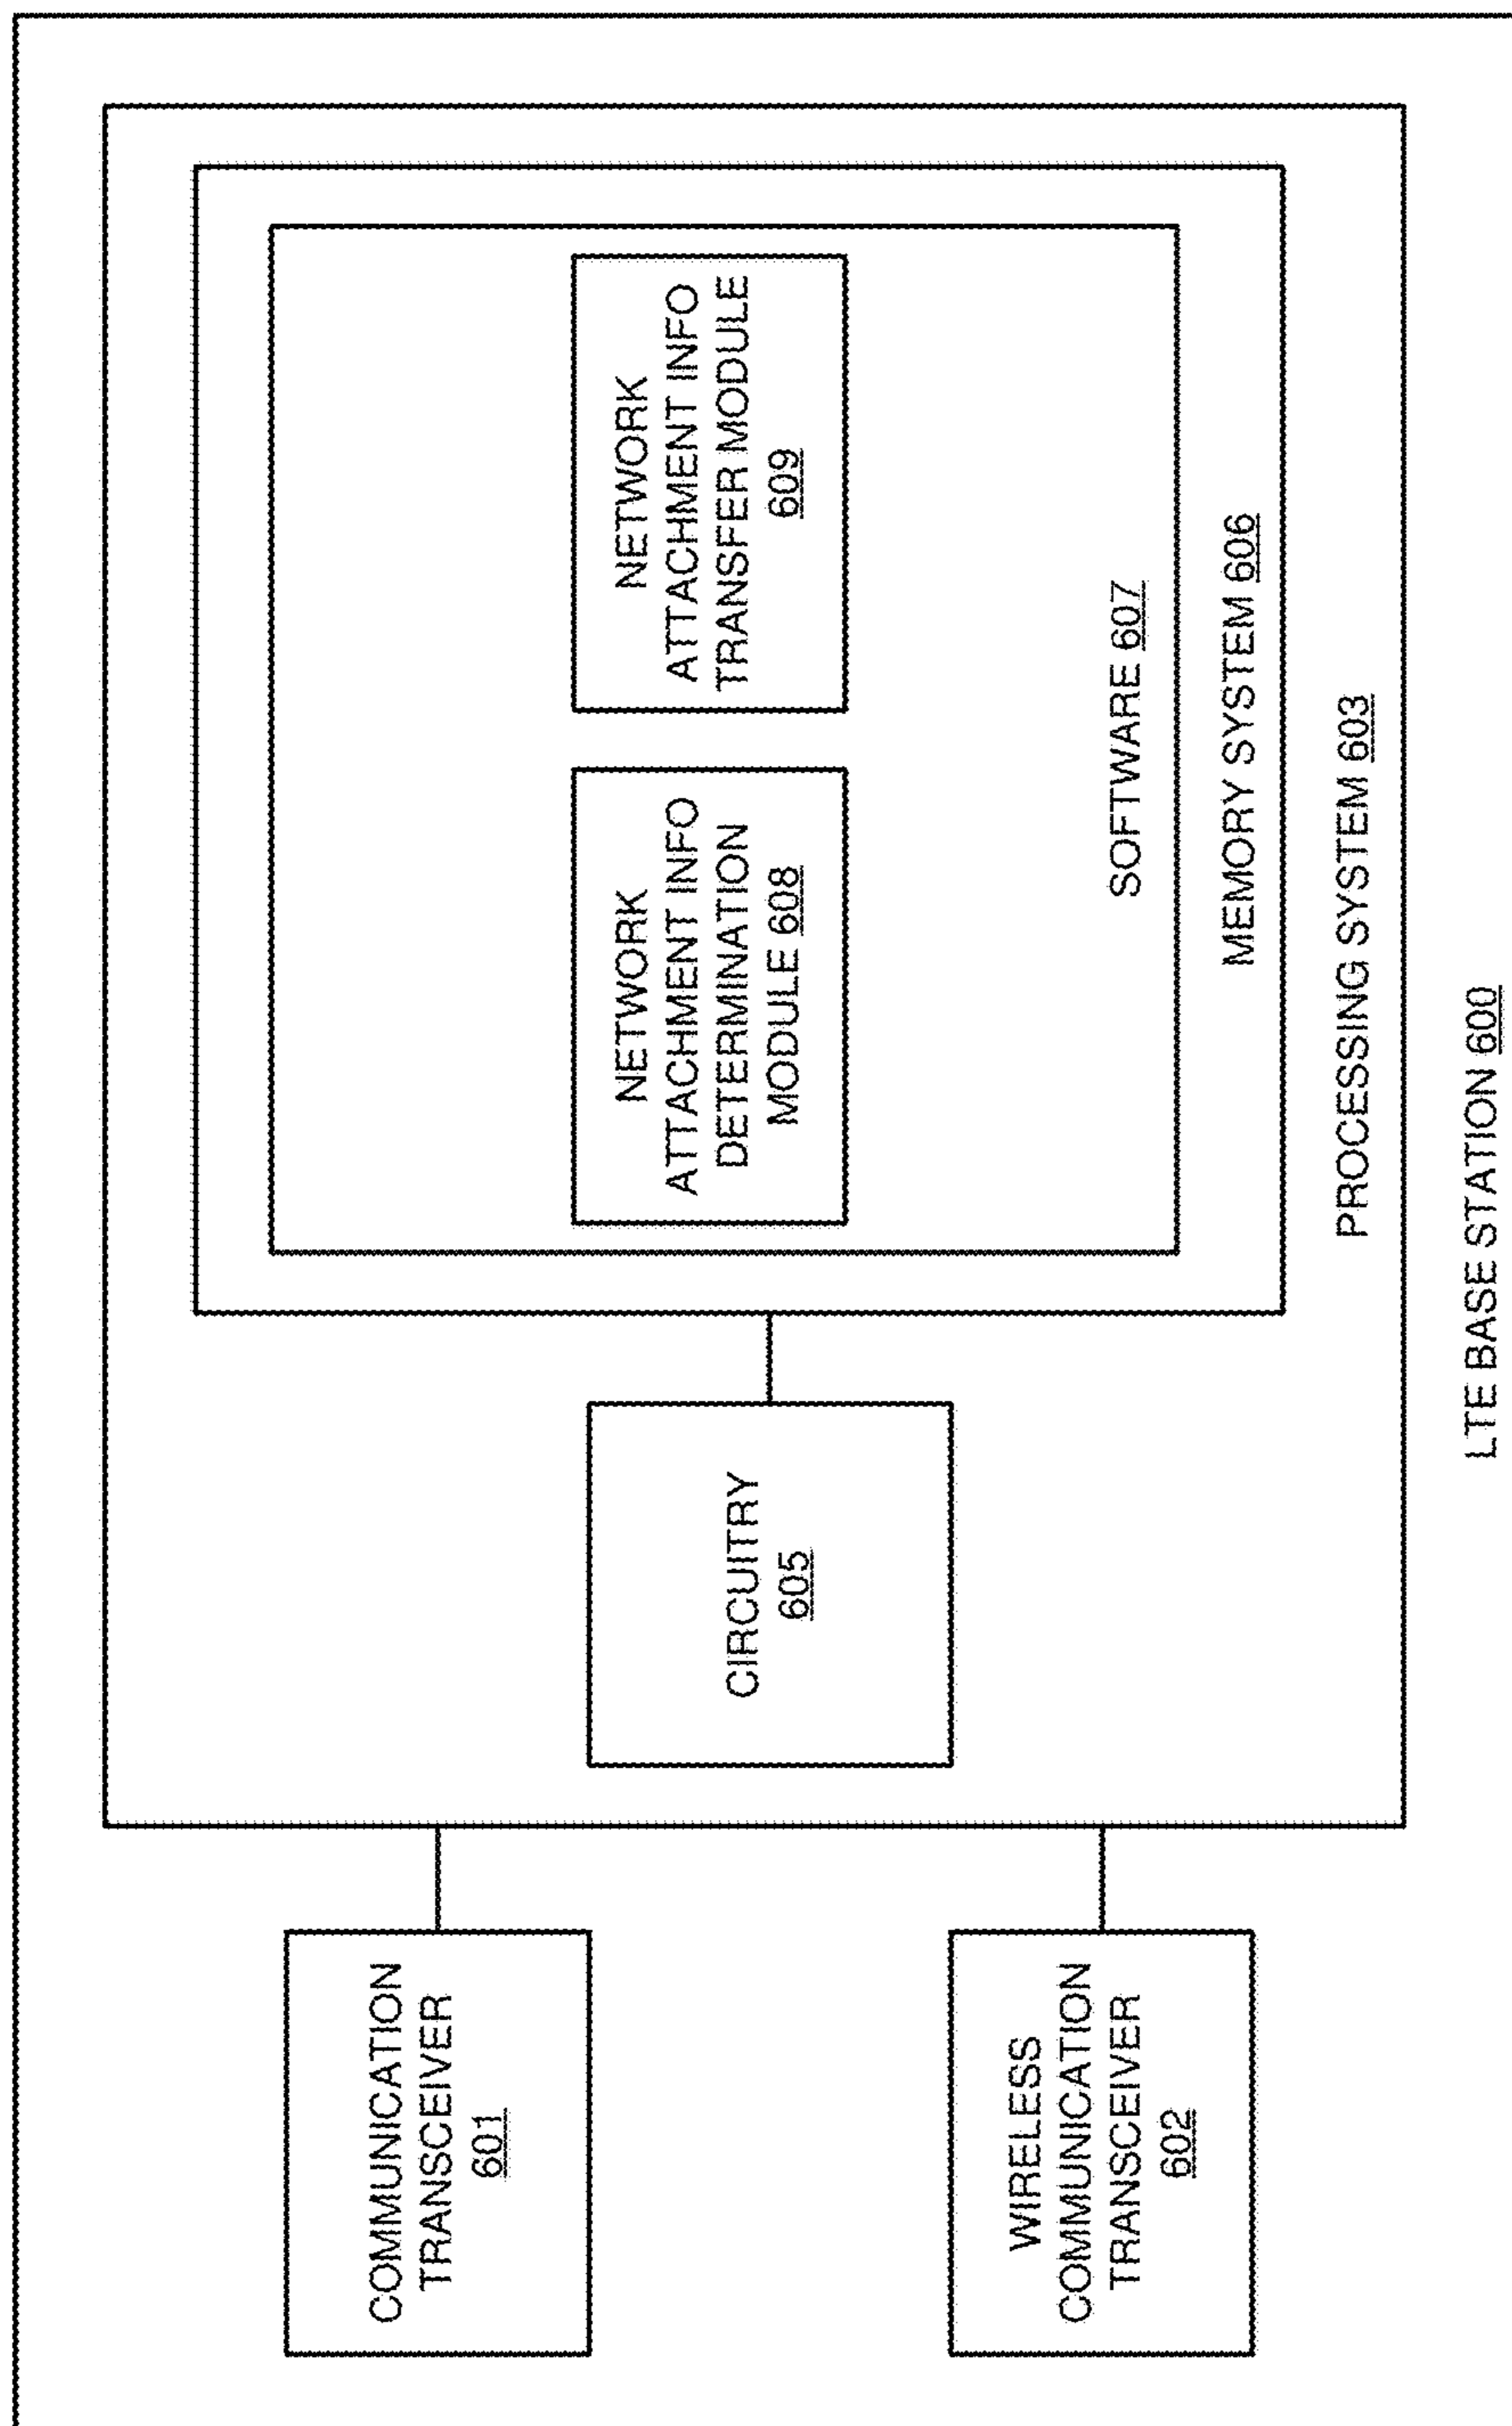 COMMUNICATION
TRANSCEIVER
601
WIRELESS
COMMUNICATION
TRANSCEIVER
602
CIRCUITRY
605
NETWORK
ATTACHMENT INFO
DETERMINATION
MODULE 608
NETWORK
ATTACHMENT INFO
TRANSFER MODULE
609
SOFTWARE 607
MEMORY SYSTEM 606
PROCESSING SYSTEM 603
LTE BASE STATION 600